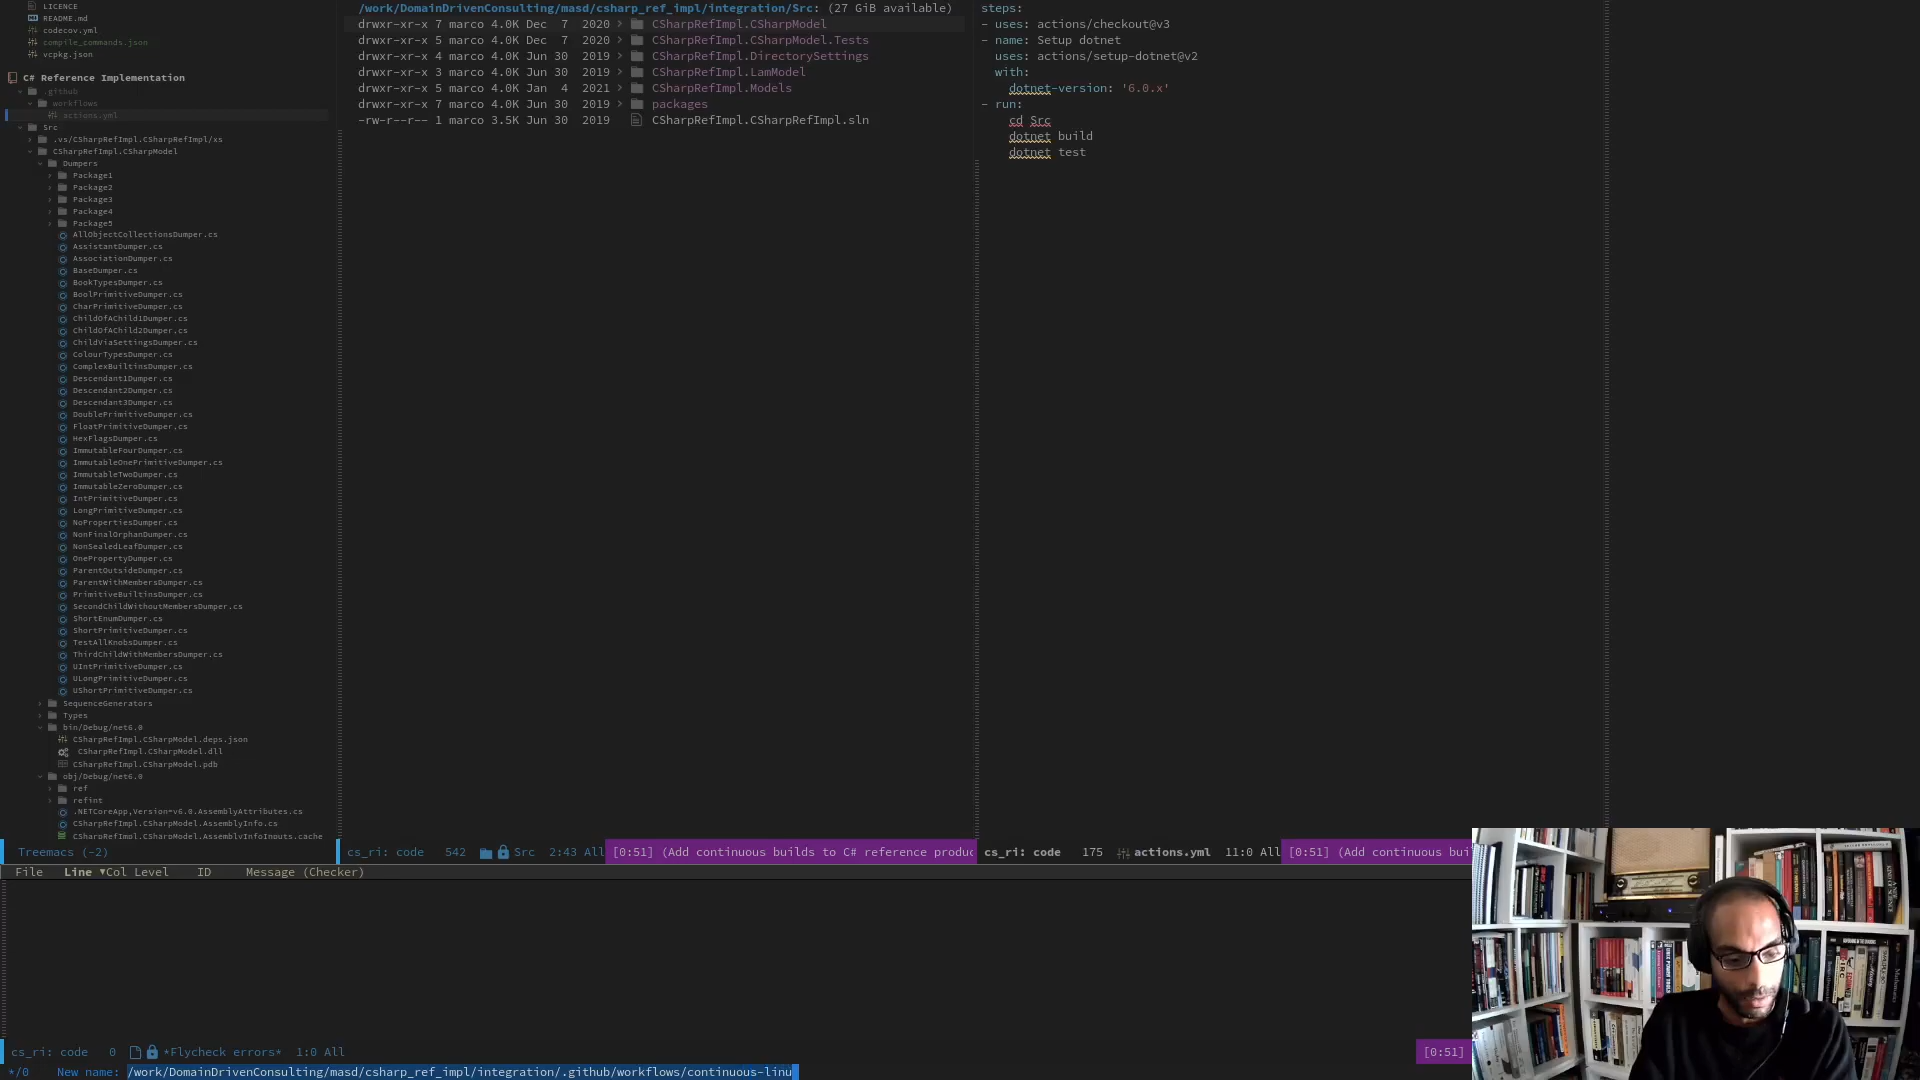 LICENCE
README.md
codecov.yml
compile_commands.json
vcpkg.json
C# Reference Implementation
.github
workflows
actions.yml
Src
.vs/CSharpRefImpl.CSharpRefImpl/xs
CSharpRefImpl.CSharpModel
Dumpers
Package1
Package2
Package3
Package4
Package5
AllObjectCollectionsDumper.cs
AssistantDumper.cs
AssociationDumper.cs
BaseDumper.cs
BookTypesDumper.cs
BoolPrimitiveDumper.cs
CharPrimitiveDumper.cs
ChildOfAChild1Dumper.cs
ChildOfAChild2Dumper.cs
ChildViaSettingsDumper.cs
ColourTypesDumper.cs
ComplexBuiltinsDumper.cs
Descendant1Dumper.cs
Descendant2Dumper.cs
Descendant3Dumper.cs
DoublePrimitiveDumper.cs
FloatPrimitiveDumper.cs
HexFlagsDumper.cs
ImmutableFourDumper.cs
ImmutableOnePrimitiveDumper.cs
ImmutableTwoDumper.cs
ImmutableZeroDumper.cs
IntPrimitiveDumper.cs
LongPrimitiveDumper.cs
NoPropertiesDumper.cs
NonFinalOrphanDumper.cs
NonSealedLeafDumper.cs
OnePropertyDumper.cs
ParentOutsideDumper.cs
ParentWithMembersDumper.cs
PrimitiveBuiltinsDumper.cs
SecondChildWithoutMembersDumper.cs
ShortEnumDumper.cs
ShortPrimitiveDumper.cs
TestAllKnobsDumper.cs
ThirdChildWithMembersDumper.cs
UIntPrimitiveDumper.cs
ULongPrimitiveDumper.cs
UShortPrimitiveDumper.cs
SequenceGenerators
Types
bin/Debug/net6.0
CSharpRefImpl.CSharpModel.deps.json
CSharpRefImpl.CSharpModel.dll
CSharpRefImpl.CSharpModel.pdb
obj/Debug/net6.0
ref
refint
.NETCoreApp,Version=v6.0.AssemblyAttributes.cs
CSharpRefImpl.CSharpModel.AssemblyInfo.cs
CSharpRefImpl.CSharpModel.AssemblyInfoInputs.cache
Treemacs (-2)
/work/DomainDrivenConsulting/masd/csharp_ref_impl/integration/Src: (27 GiB available)
drwxr-xr-x 7 marco 4.0K Dec  7  2020 CSharpRefImpl.CSharpModel
drwxr-xr-x 5 marco 4.0K Dec  7  2020 CSharpRefImpl.CSharpModel.Tests
drwxr-xr-x 4 marco 4.0K Jun 30  2019 CSharpRefImpl.DirectorySettings
drwxr-xr-x 3 marco 4.0K Jun 30  2019 CSharpRefImpl.LamModel
drwxr-xr-x 5 marco 4.0K Jan  4  2021 CSharpRefImpl.Models
drwxr-xr-x 7 marco 4.0K Jun 30  2019 packages
-rw-r--r-- 1 marco 3.5K Jun 30  2019 CSharpRefImpl.CSharpRefImpl.sln
cs_ri: code 542 Src 2:43 All [0:51] (Add continuous builds to C# reference produc
steps:
- uses: actions/checkout@v3
- name: Setup dotnet
uses: actions/setup-dotnet@v2
with:
dotnet-version: '6.0.x'
- run:
cd Src
dotnet build
dotnet test
cs_ri: code 175 actions.yml 11:0 All [0:51] (Add continuous bui
File Line ▼Col Level ID Message (Checker)
cs_ri: code 0 *Flycheck errors* 1:0 All [0:51]
*/0 New name: /work/DomainDrivenConsulting/masd/csharp_ref_impl/integration/.github/workflows/continuous-linu